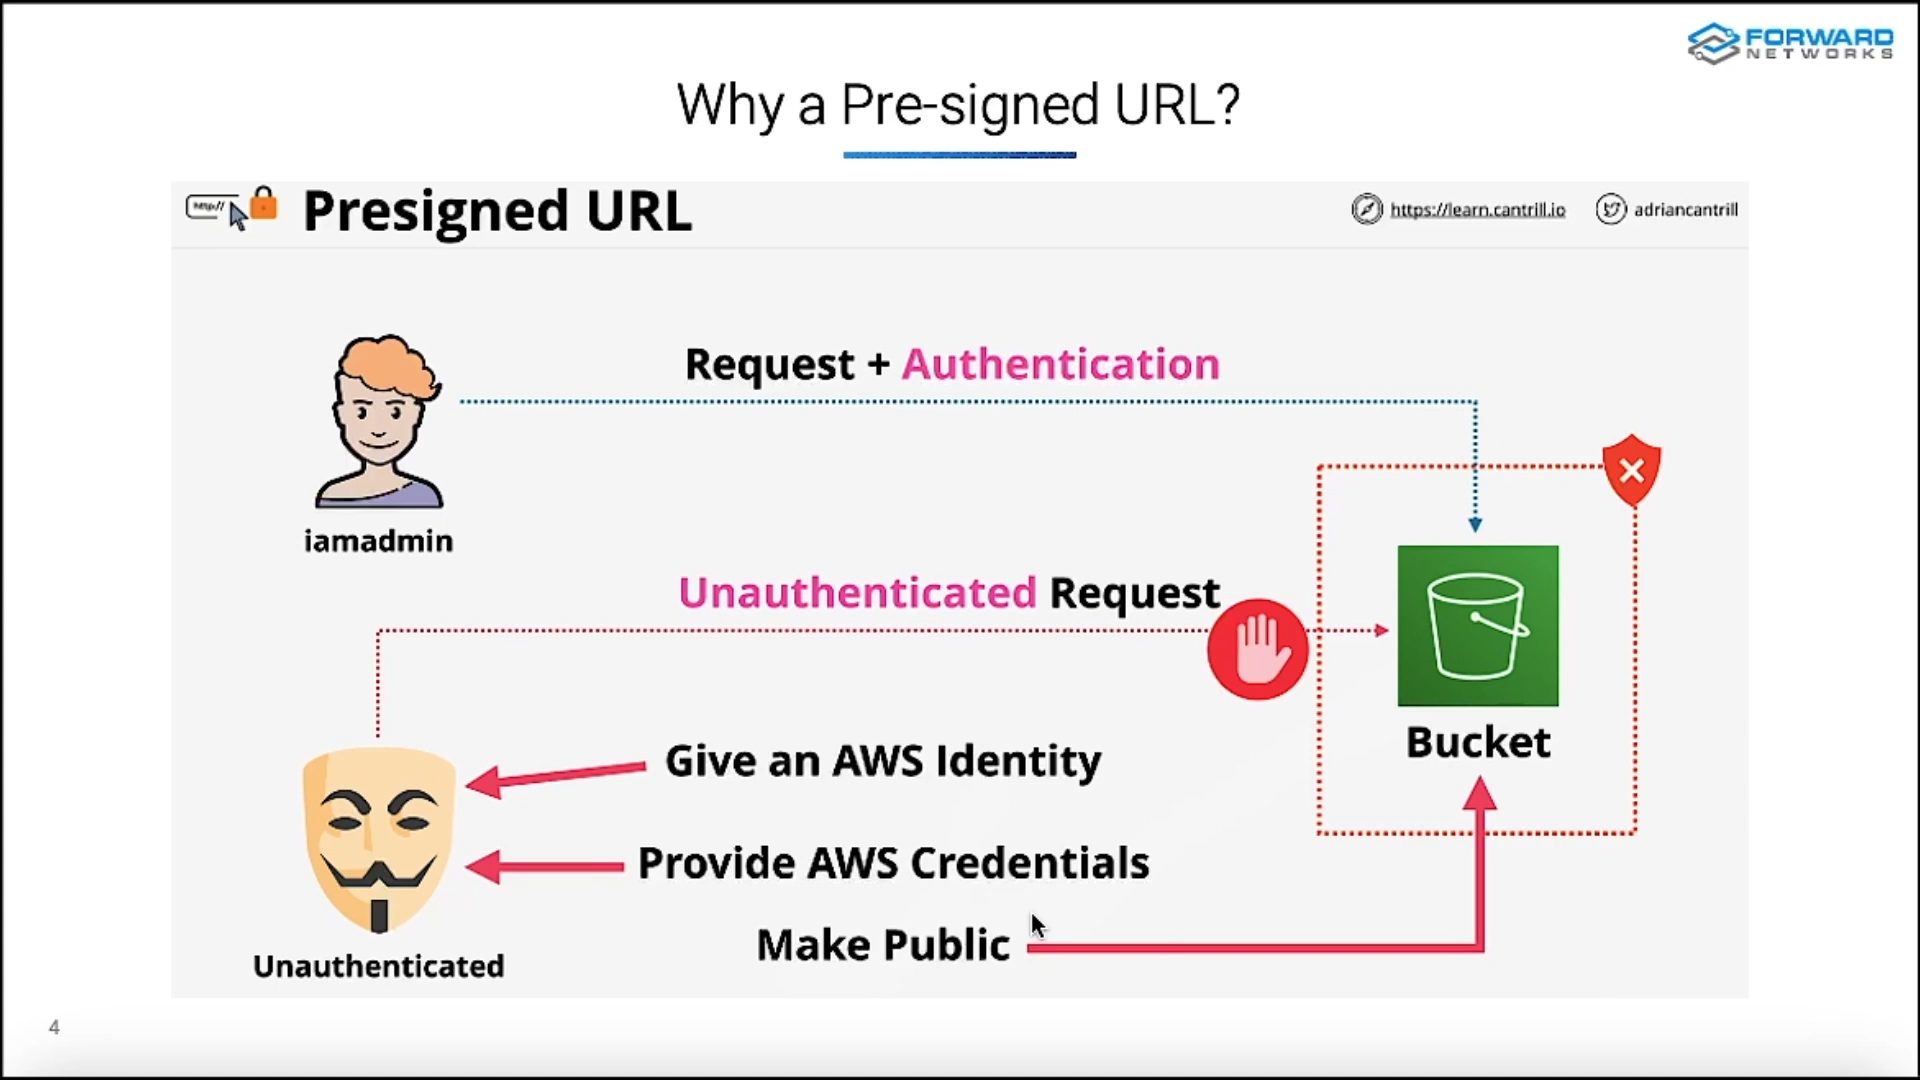 FORWARD
NETWORKS
Why a Pre-signed URL?
http://
Presigned URL
https://learn.cantrill.io
adriancantrill
Request + Authentication
iamadmin
Unauthenticated Request
Bucket
Give an AWS Identity
Provide AWS Credentials
Make Public
Unauthenticated
4